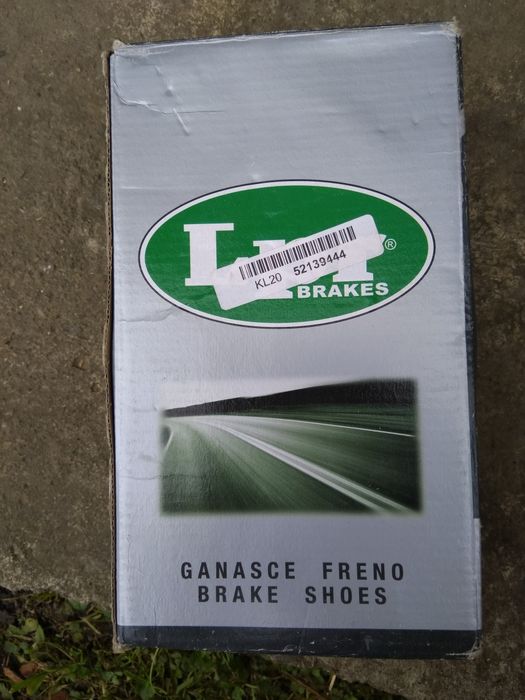 KL20 52139444
®
BRAKES
GANASCE FRENO
BRAKE SHOES